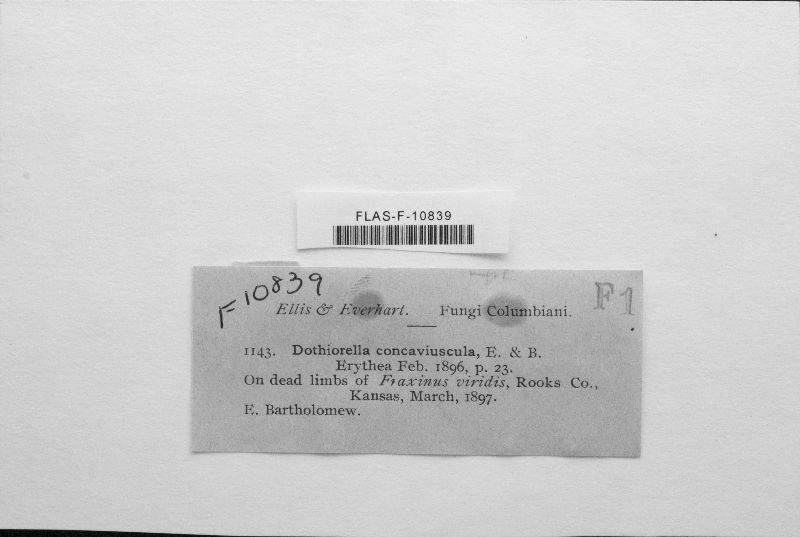 FLAS-F-10839
F 10839
Ellis & Everhart. Fungi Columbiani.
F1
1143. Dothiorella concaviuscula, E. & B.
Erythea Feb. 1896, p. 23.
On dead limbs of Fraxinus viridis, Rooks Co.,
Kansas, March, 1897.
E. Bartholomew.